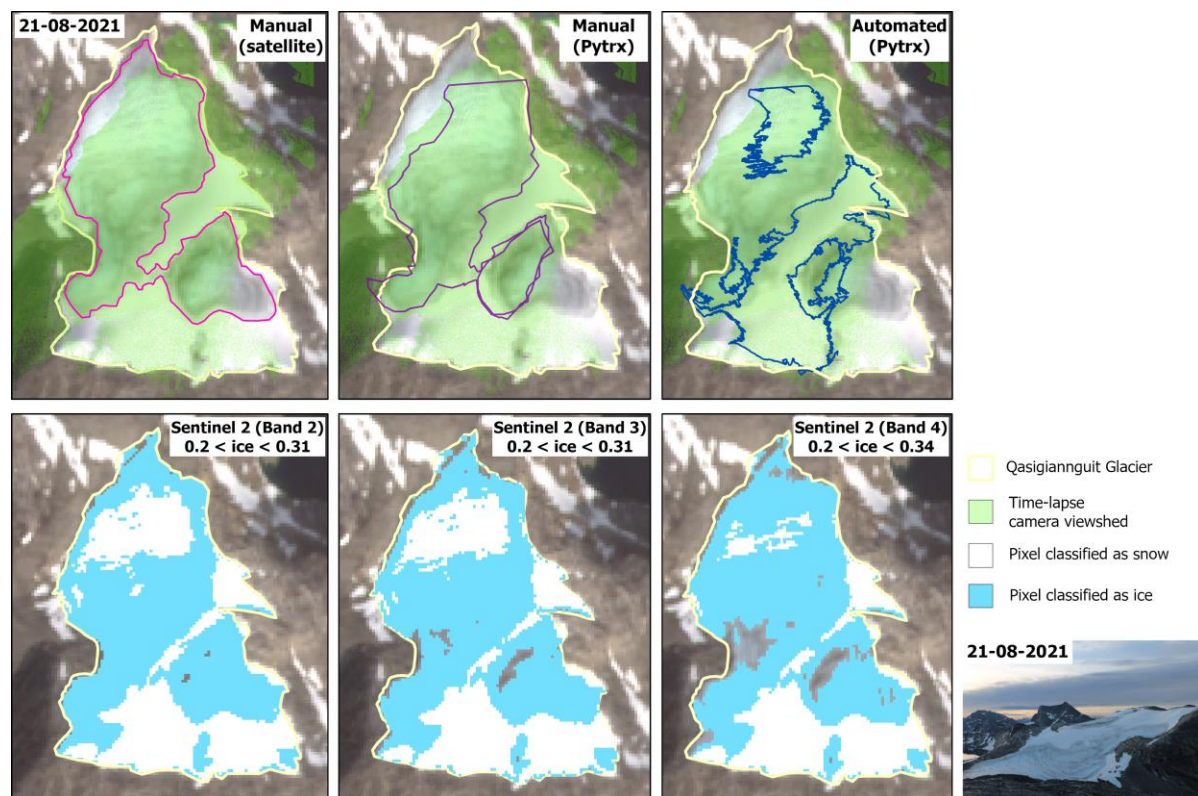 21-08-2021
Manual
(satellite)
Manual
(Pytrx)
Automated
(Pytrx)
Sentinel 2 (Band 2)
0.2 < ice < 0.31
Sentinel 2 (Band 3)
0.2 < ice < 0.31
Sentinel 2 (Band 4)
0.2 < ice < 0.34
Qasigiannguit Glacier
Time-lapse
camera viewshed
Pixel classified as snow
Pixel classified as ice
21-08-2021